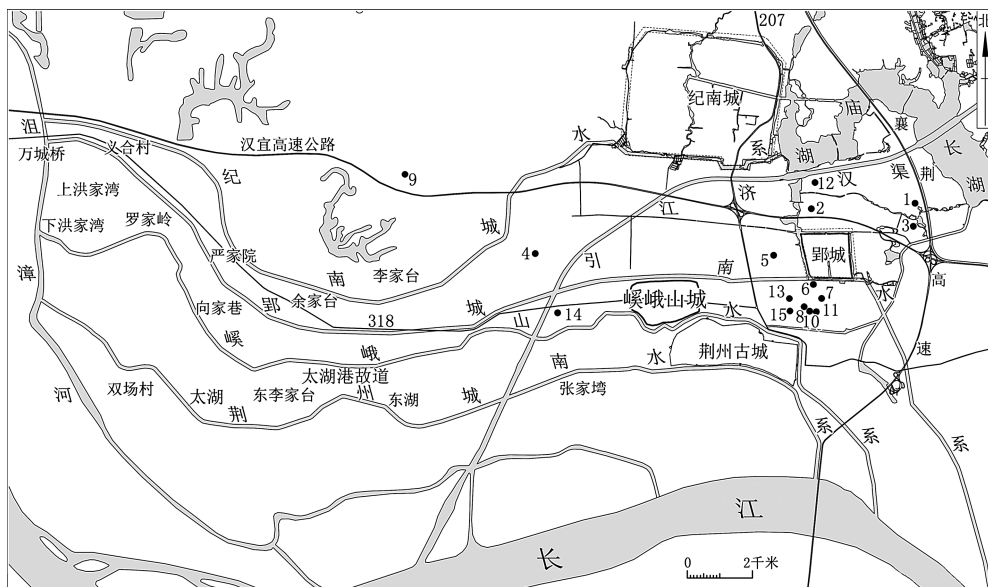 207
北
纪南城
庙
襄
水
系
湖
长
沮
万城桥
义合村
汉宜高速公路
12
汉
渠
荆
湖
纪
9
济
1
上洪家湾
江
2
3
下洪家湾
罗家岭
城
4
引
5
郢城
严家院
南
李家台
南
高
漳
余家台
6
水
向家巷
郢
城
13
7
318
山
峨峨山城
水
15
8
10
11
14
峨
峨
南
水
荆州古城
速
太湖港故道
双场村
太湖
东李家台
州
城
张家塆
河
荆
东湖
系
系
系
江
长
0
2千米